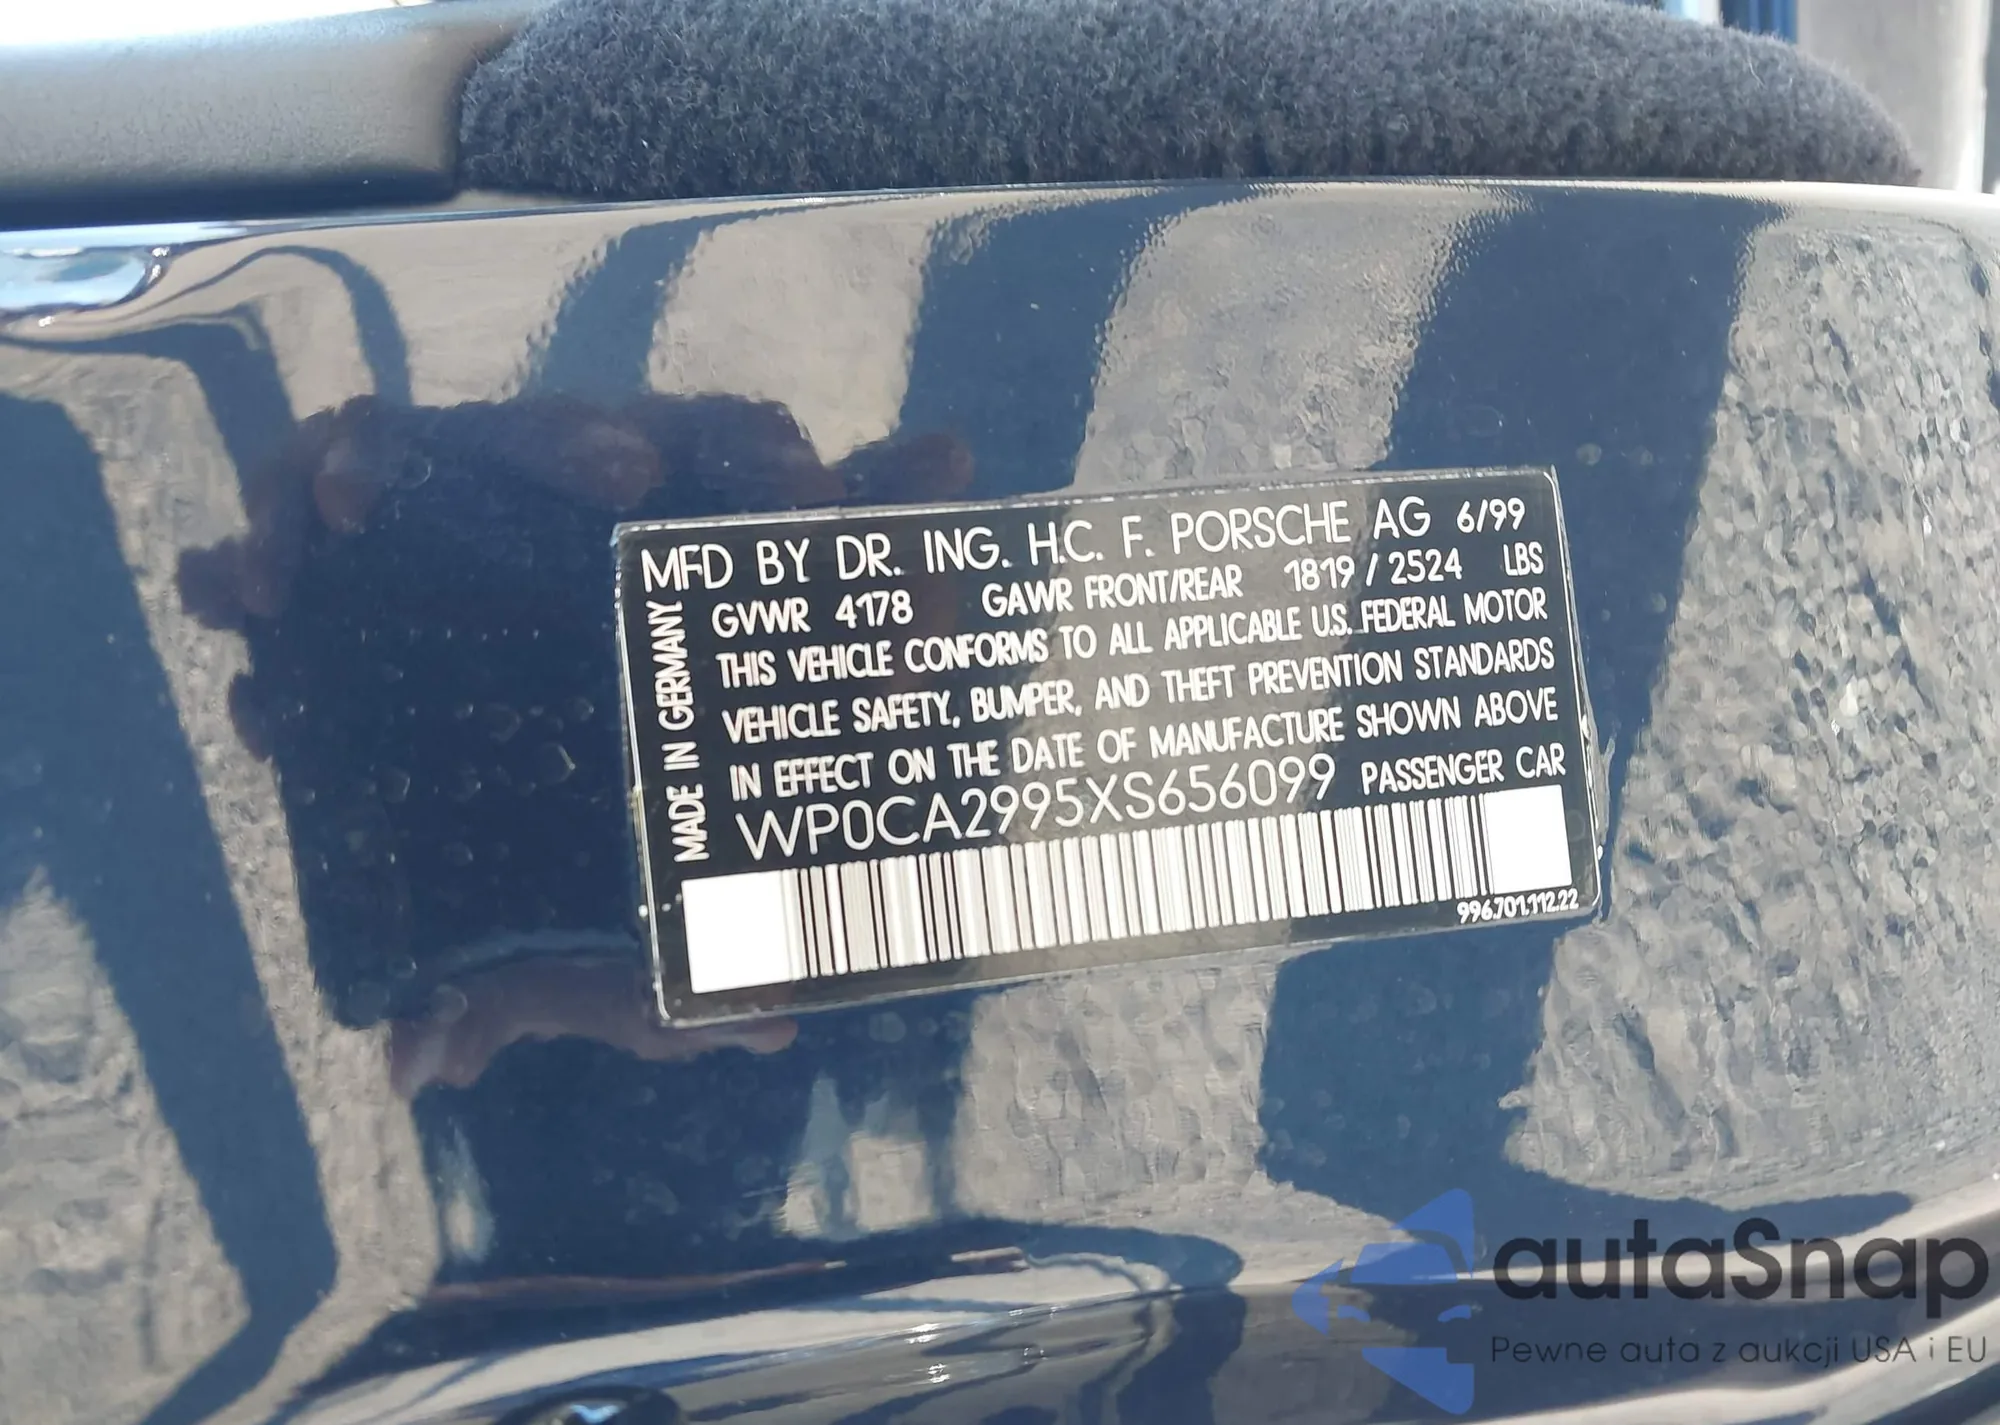 MFD BY DR. ING. H.C. F. PORSCHE AG 6/99
GVWR 4178 GAWR FRONT/REAR 1819 / 2524 LBS
THIS VEHICLE CONFORMS TO ALL APPLICABLE U.S. FEDERAL MOTOR
VEHICLE SAFETY, BUMPER, AND THEFT PREVENTION STANDARDS
IN EFFECT ON THE DATE OF MANUFACTURE SHOWN ABOVE
WP0CA2995XS656099 PASSENGER CAR
MADE IN GERMANY
996.701.112.22
autaSnap
Pewne auta z aukcji USA i EU